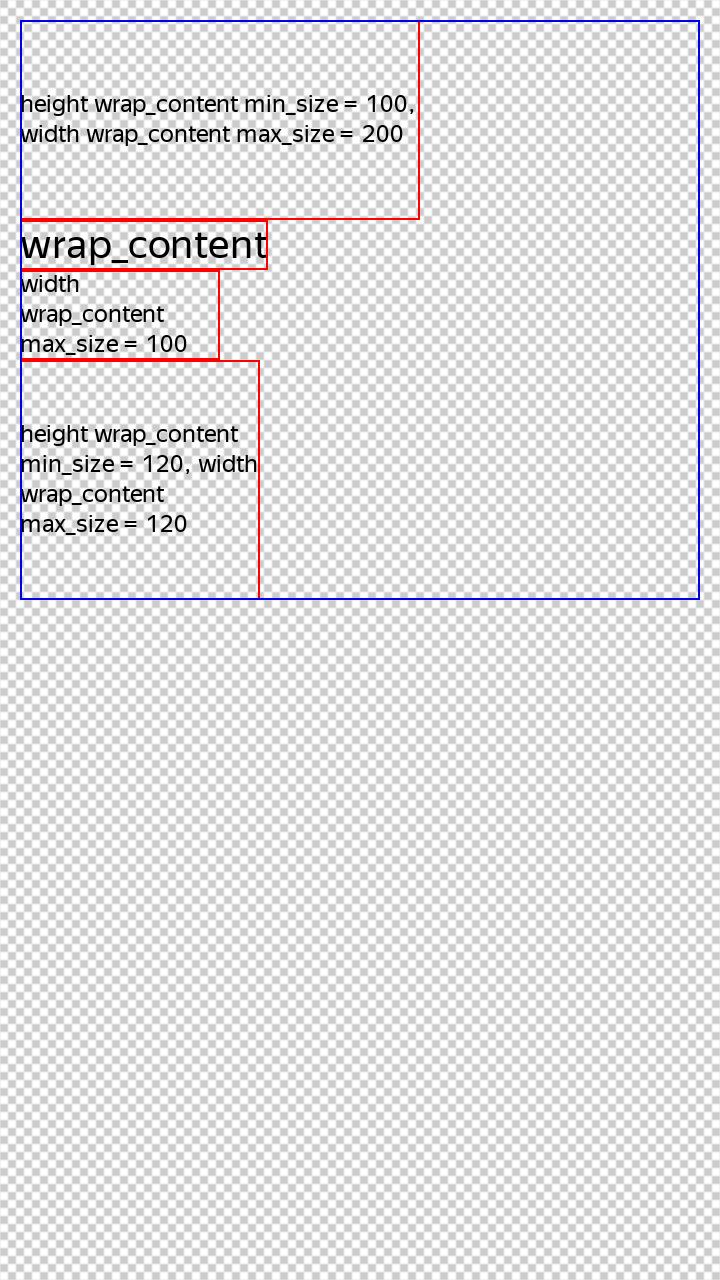 height wrap_content min_size = 100,
width wrap_content max_size = 200
wrap_content
width
wrap_content
max_size = 100
height wrap_content
min_size = 120, width
wrap_content
max_size = 120